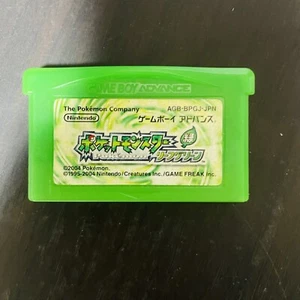 GAME BOY ADVANCE
The Pokémon Company
AGB-BPGJ-JPN
Nintendo
ゲームボーイ アドバンス
ポケットモンスター
POKéMON
リーフグリーン
©2004 Pokémon.
©1995-2004 Nintendo/Creatures Inc./GAME FREAK Inc.